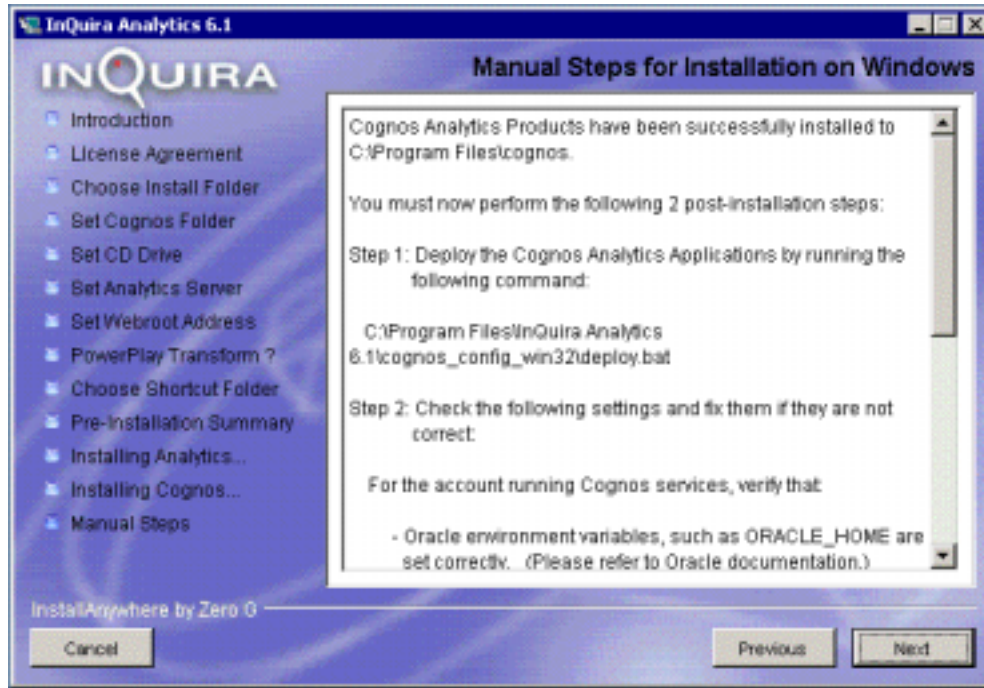 InQuira Analytics 6.1
INQUIRA
Manual Steps for Installation on Windows
Introduction
License Agreement
Choose Install Folder
Set Cognos Folder
Set CD Drive
Set Analytics Server
Set Webroot Address
PowerPlay Transform ?
Choose Shortcut Folder
Pre-Installation Summary
Installing Analytics...
Installing Cognos...
Manual Steps
Cognos Analytics Products have been successfully installed to
C:\Program Files\cognos.
You must now perform the following 2 post-installation steps:
Step 1: Deploy the Cognos Analytics Applications by running the
following command:
C:\Program Files\InQuira Analytics
6.1\cognos_config_win32\deploy.bat
Step 2: Check the following settings and fix them if they are not
correct:
For the account running Cognos services, verify that:
- Oracle environment variables, such as ORACLE_HOME are
set correctly. (Please refer to Oracle documentation.)
InstallAnywhere by Zero G
Cancel
Previous
Next